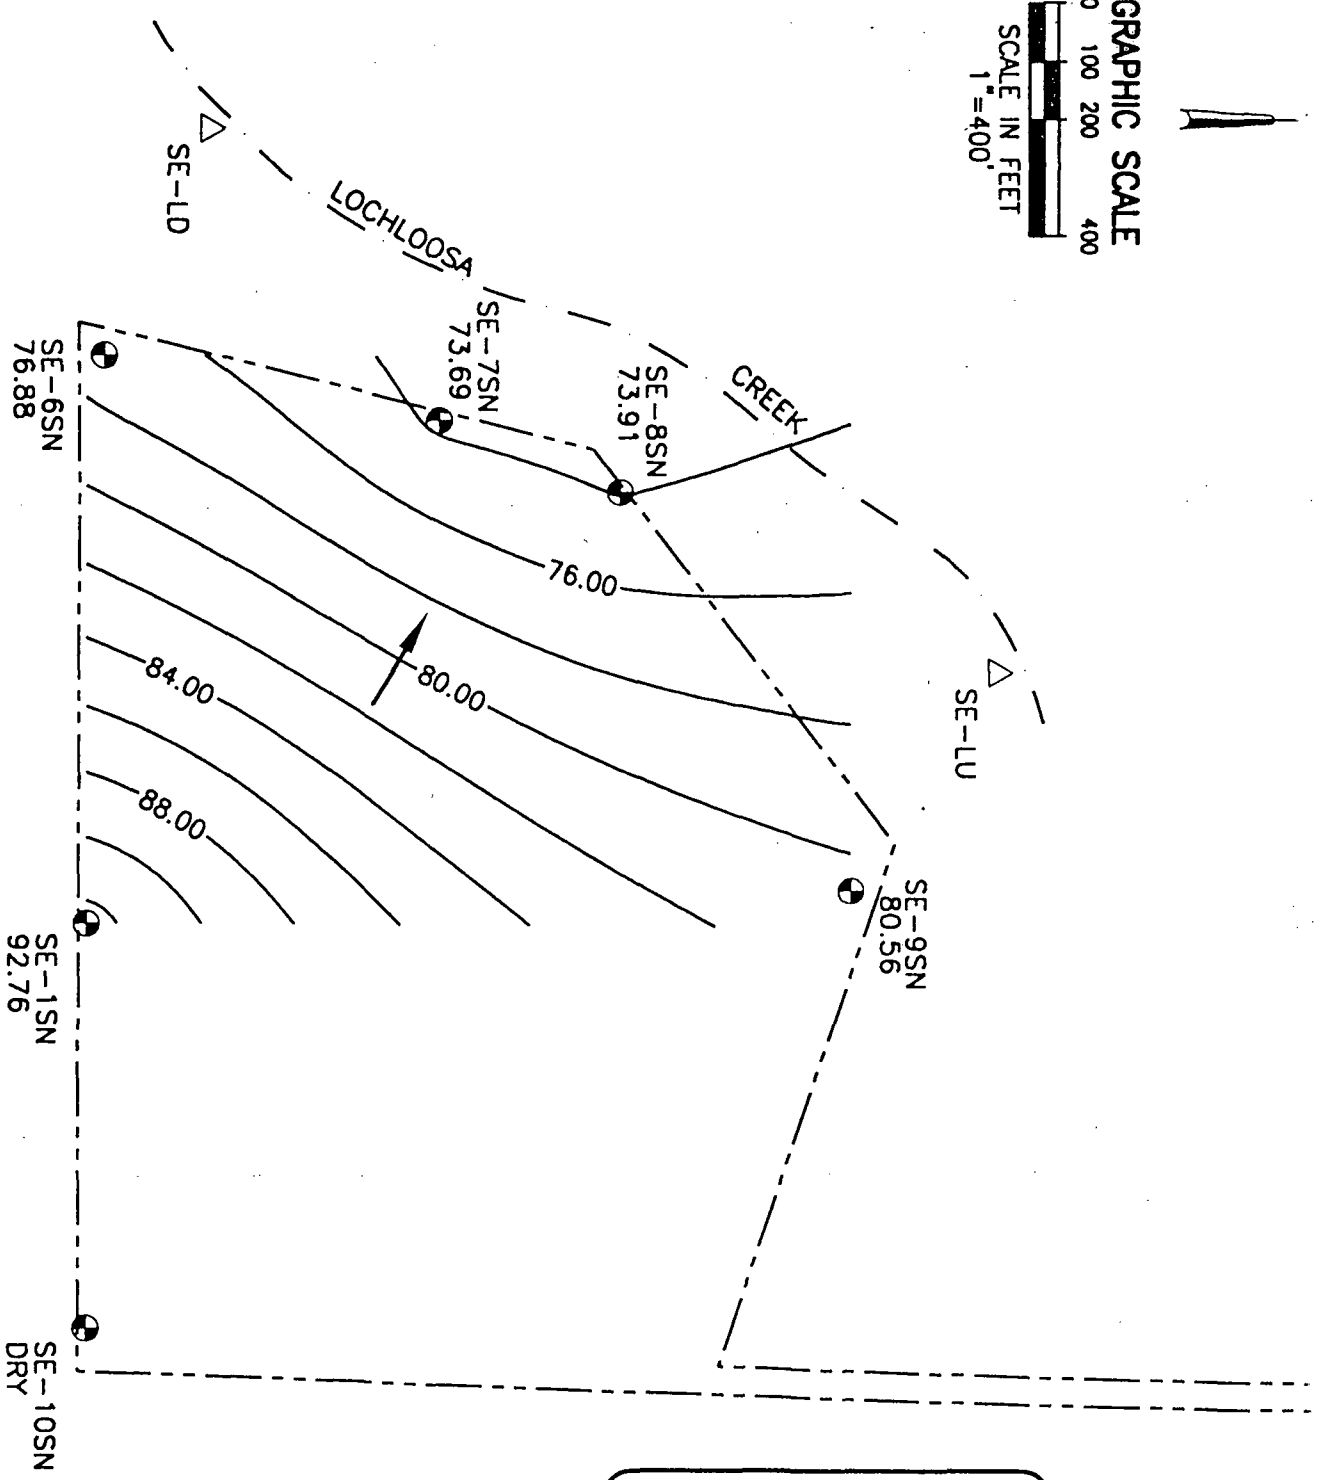 GRAPHIC SCALE
100 200 400
SCALE IN FEET
1"=400'
SE-LD
LOCHLOOSA
CREEK
SE-LU
SE-7SN
73.69
SE-8SN
73.91
SE-6SN
76.88
76.00
80.00
84.00
88.00
SE-9SN
80.56
SE-1SN
92.76
SE-10SN
DRY